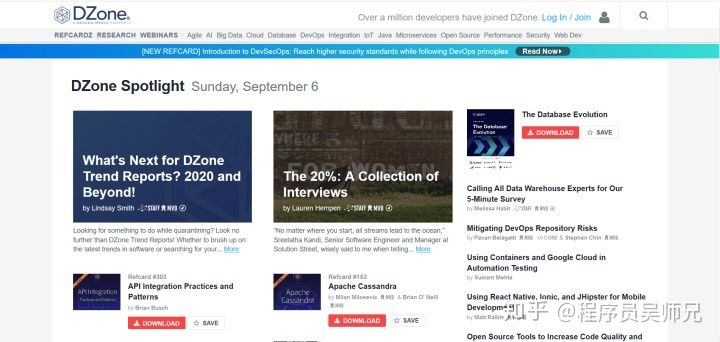 DZone
A DEVADA MEDIA PROPERTY
Over a million developers have joined DZone. Log In / Join
REFCARDZ RESEARCH WEBINARS Agile AI Big Data Cloud Database DevOps Integration IoT Java Microservices Open Source Performance Security Web Dev
[NEW REFCARD] Introduction to DevSecOps: Reach higher security standards while following DevOps principles Read Now▶
DZone Spotlight Sunday, September 6
What's Next for DZone
Trend Reports? 2020 and
Beyond!
by Lindsay Smith STAFF MVB
Looking for something to do while quarantining? Look no
further than DZone Trend Reports! Whether to brush up on
the latest trends in software or searching for your... More
The 20%: A Collection of
Interviews
by Lauren Hempen STAFF MVB
"No matter where you start, all streams lead to the ocean,"
Sreelatha Kandi, Senior Software Engineer and Manager at
Solution Street, wisely said to me when telling... More
The Database Evolution
The Database
Evolution
DOWNLOAD SAVE
Calling All Data Warehouse Experts for Our
5-Minute Survey
by Melissa Habit STAFF MVB
Mitigating DevOps Repository Risks
by Pavan Belagatti MVB CORE & Stephen Chin MVB
Using Containers and Google Cloud in
Automation Testing
by Sumant Mehta
Using React Native, Ionic, and JHipster for Mobile
Development
by Matt Raible
Open Source Tools to Increase Code Quality and
API Integration
Refcard #303
API Integration Practices and
Patterns
by Brian Busch
DOWNLOAD SAVE
Apache
Cassandra
Refcard #153
Apache Cassandra
by Milan Milosevic MVB & Brian O' Neill
MVB
DOWNLOAD SAVE
知乎 @程序员吴师兄